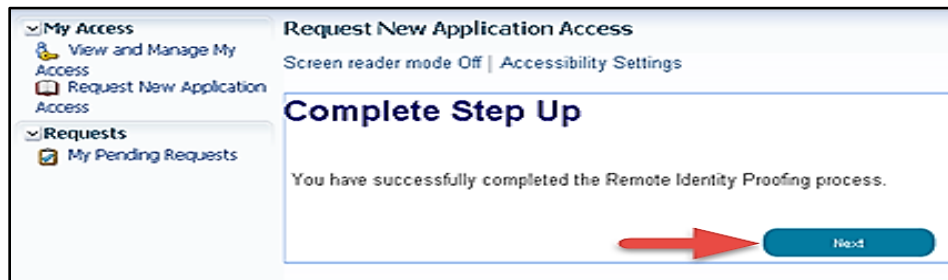 My Access
View and Manage My
Access
Request New Application
Access
Requests
My Pending Requests
Request New Application Access
Screen reader mode Off | Accessibility Settings
Complete Step Up
You have successfully completed the Remote Identity Proofing process.
Next